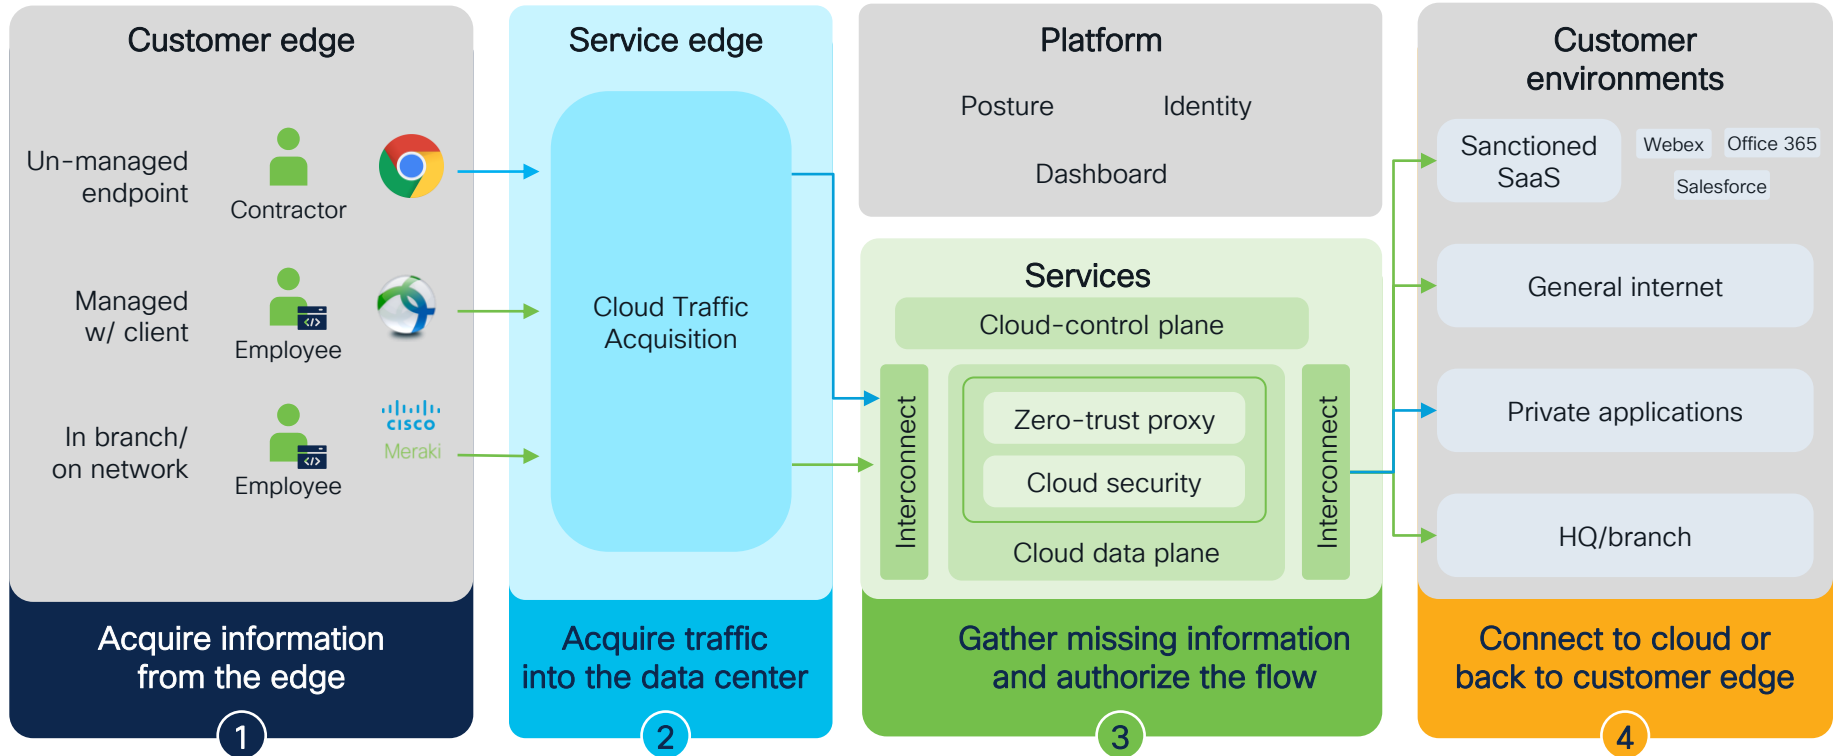 Customer edge
Un-managed
endpoint
Contractor
Managed
w/ client
</>
Employee
In branch/
on network
</>
Employee
CISCO
Meraki
Acquire information
from the edge
1
Service edge
Cloud Traffic
Acquisition
Acquire traffic
into the data center
2
Platform
Posture
Identity
Dashboard
Services
Cloud-control plane
Interconnect
Zero-trust proxy
Cloud security
Cloud data plane
Interconnect
Gather missing information
and authorize the flow
3
Customer
environments
Sanctioned
SaaS
Webex
Office 365
Salesforce
General internet
Private applications
HQ/branch
Connect to cloud or
back to customer edge
4